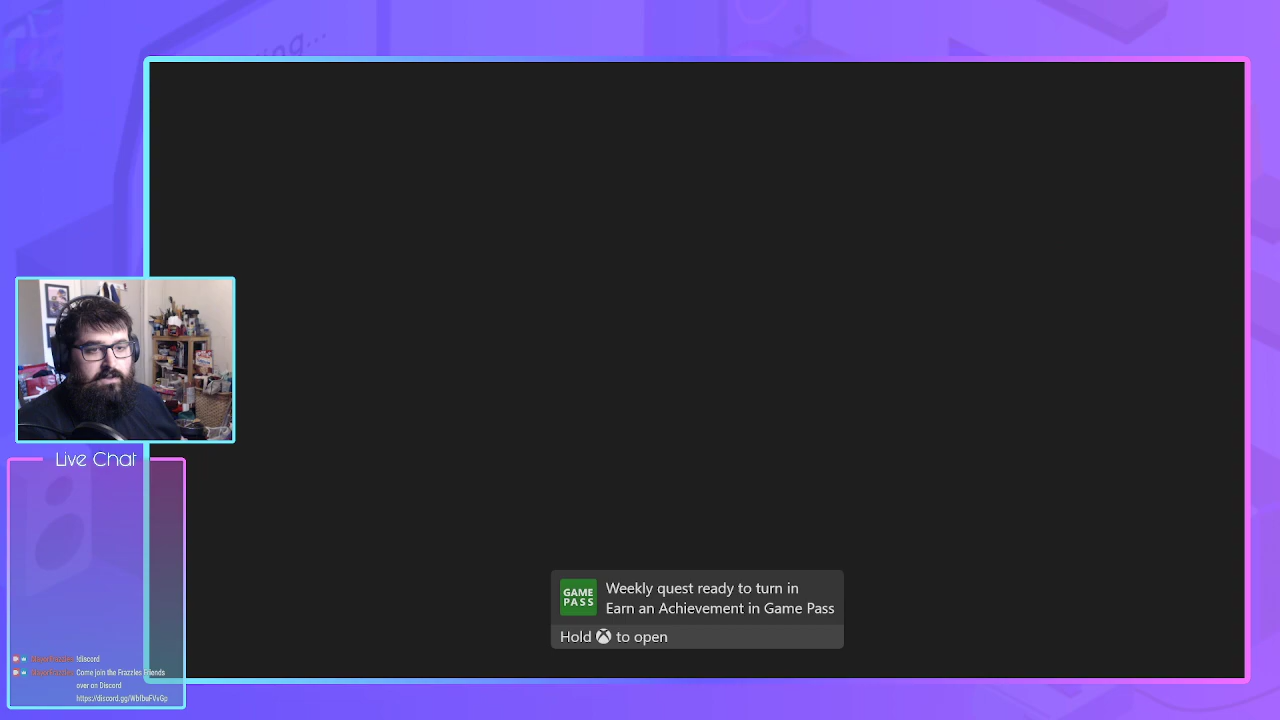 Weekly quest ready to turn in
GAME
PASS
Earn an Achievement in Game Pass
Hold to open
Live Chat
!discord
Come join the Frazzles Friends
over on Discord